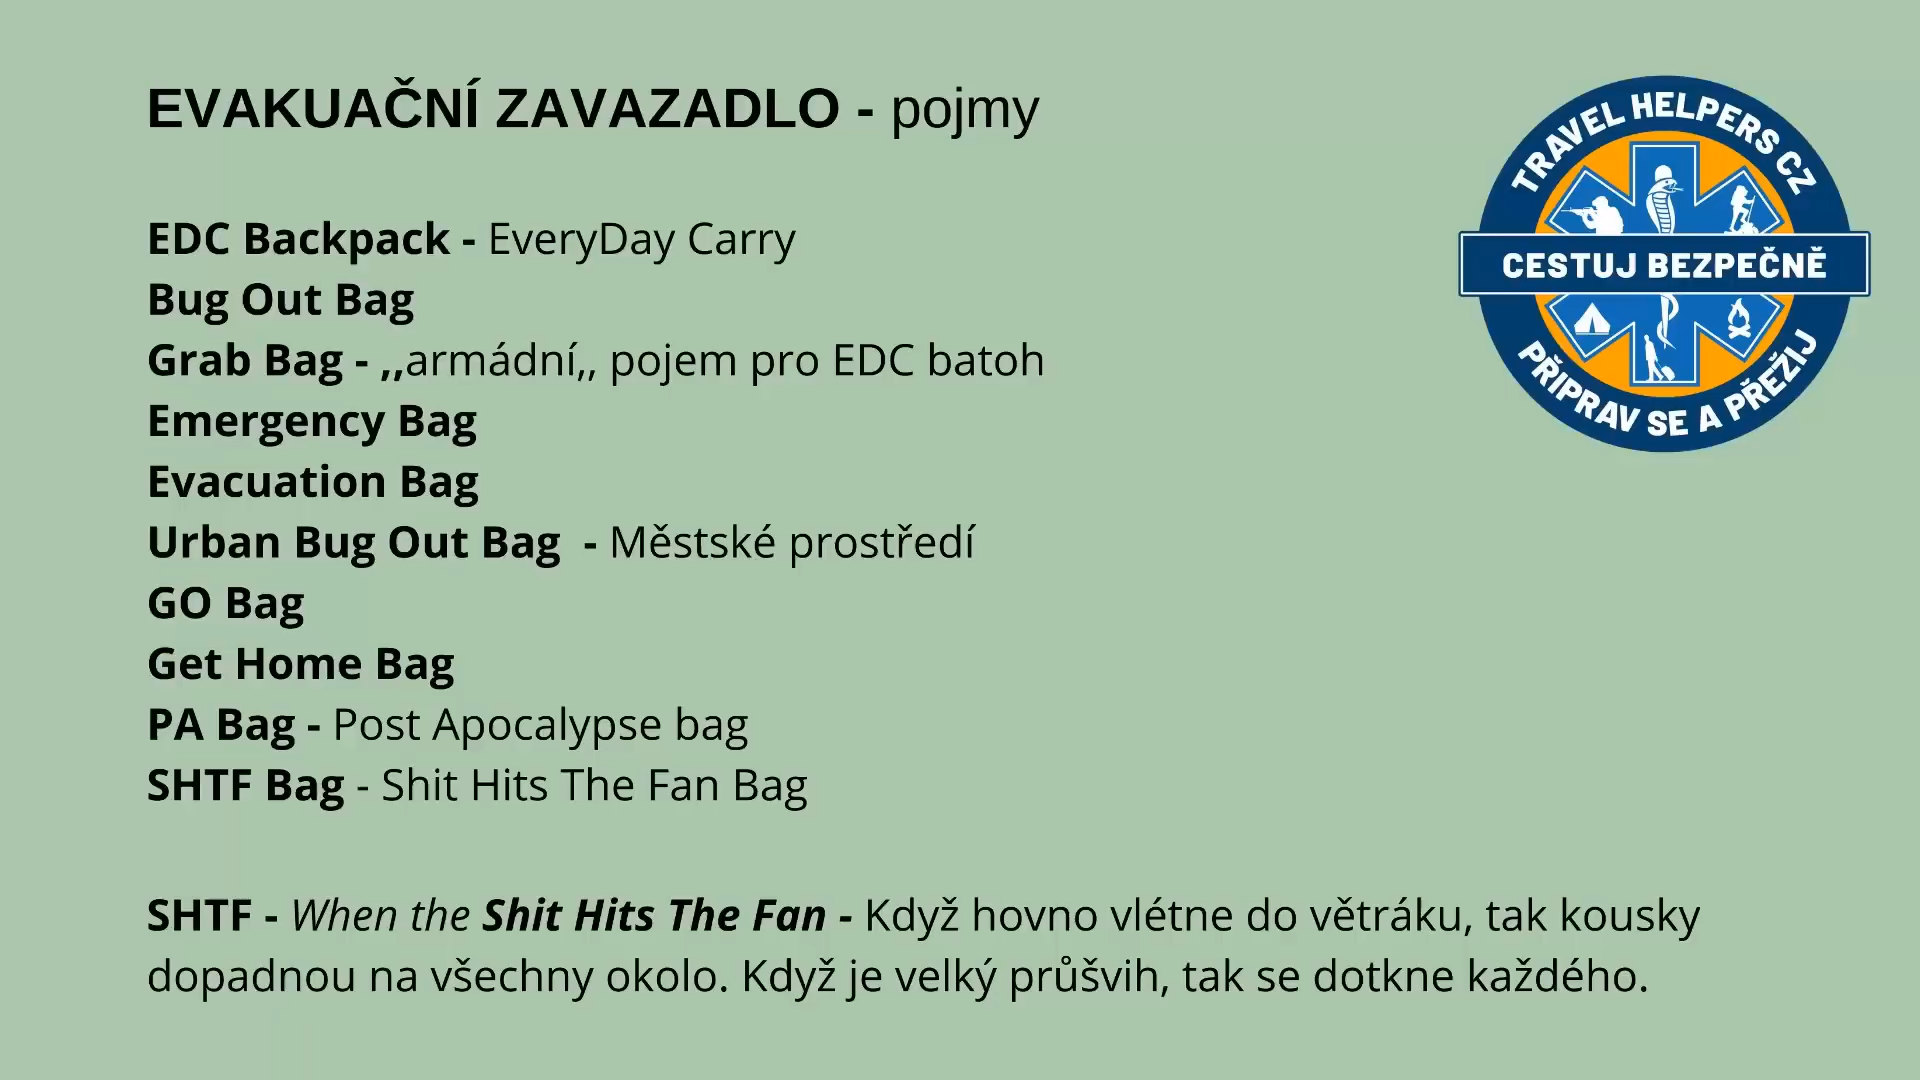 EVAKUAČNÍ ZAVAZADLO - pojmy
TRAVEL HELPERS CZ
CESTUJ BEZPEČNĚ
PŘIPRAV SE A PŘEŽIJ
EDC Backpack - EveryDay Carry
Bug Out Bag
Grab Bag - ,,armádní,, pojem pro EDC batoh
Emergency Bag
Evacuation Bag
Urban Bug Out Bag  - Městské prostředí
GO Bag
Get Home Bag
PA Bag - Post Apocalypse bag
SHTF Bag - Shit Hits The Fan Bag
SHTF - When the Shit Hits The Fan - Když hovno vlétne do větráku, tak kousky
dopadnou na všechny okolo. Když je velký průšvih, tak se dotkne každého.